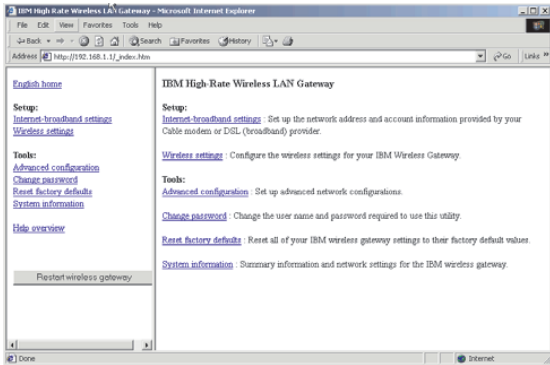 IBM High Rate Wireless LAN Gateway - Microsoft Internet Explorer
File Edit View Favorites Tools Help
Back Search Favorites History
Address http://192.168.1.1/_index.htm Go Links »
English home
Setup:
Internet-broadband settings
Wireless settings
Tools:
Advanced configuration
Change password
Reset factory defaults
System information
Help overview
Restart wireless gateway
IBM High-Rate Wireless LAN Gateway
Setup:
Internet-broadband settings : Set up the network address and account information provided by your
Cable modem or DSL (broadband) provider.
Wireless settings : Configure the wireless settings for your IBM Wireless Gateway.
Tools:
Advanced configuration : Set up advanced network configurations.
Change password : Change the user name and password required to use this utility.
Reset factory defaults : Reset all of your IBM wireless gateway settings to their factory default values.
System information : Summary information and network settings for the IBM wireless gateway.
Done Internet